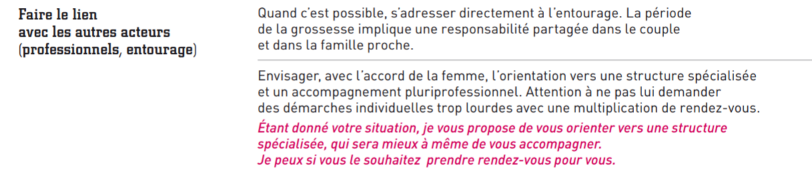 Faire le lien
avec les autres acteurs
(professionnels, entourage)
Quand c'est possible, s'adresser directement à l'entourage. La période
de la grossesse implique une responsabilité partagée dans le couple
et dans la famille proche.
Envisager, avec l'accord de la femme, l'orientation vers une structure spécialisée
et un accompagnement pluriprofessionnel. Attention à ne pas lui demander
des démarches individuelles trop lourdes avec une multiplication de rendez-vous.
Étant donné votre situation, je vous propose de vous orienter vers une structure
spécialisée, qui sera mieux à même de vous accompagner.
Je peux si vous le souhaitez prendre rendez-vous pour vous.